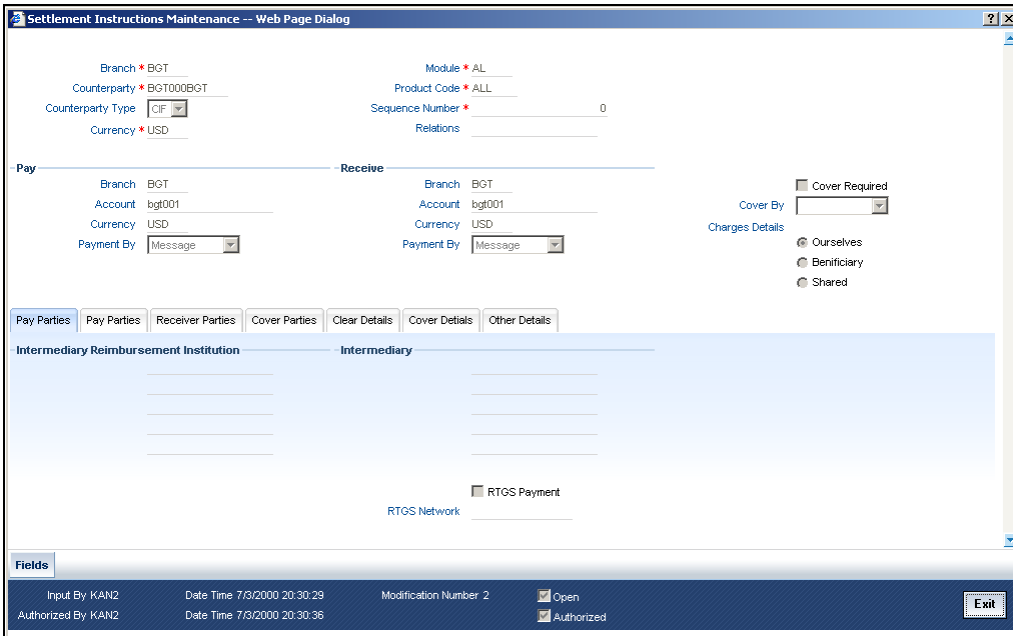 Settlement Instructions Maintenance -- Web Page Dialog ? X
Branch * BGT Module * AL
Counterparty * BGT000BGT Product Code * ALL
Counterparty Type CIF Sequence Number * 0
Currency * USD Relations
Pay Receive
Branch BGT Branch BGT Cover Required
Account bgt001 Account bgt001 Cover By
Currency USD Currency USD Charges Details
Payment By Message Payment By Message Ourselves
Benificiary
Shared
Pay Parties Pay Parties Receiver Parties Cover Parties Clear Details Cover Detials Other Details
Intermediary Reimbursement Institution Intermediary
RTGS Payment
RTGS Network
Fields
Input By KAN2 Date Time 7/3/2000 20:30:29 Modification Number 2 Open
Authorized By KAN2 Date Time 7/3/2000 20:30:36 Authorized
Exit